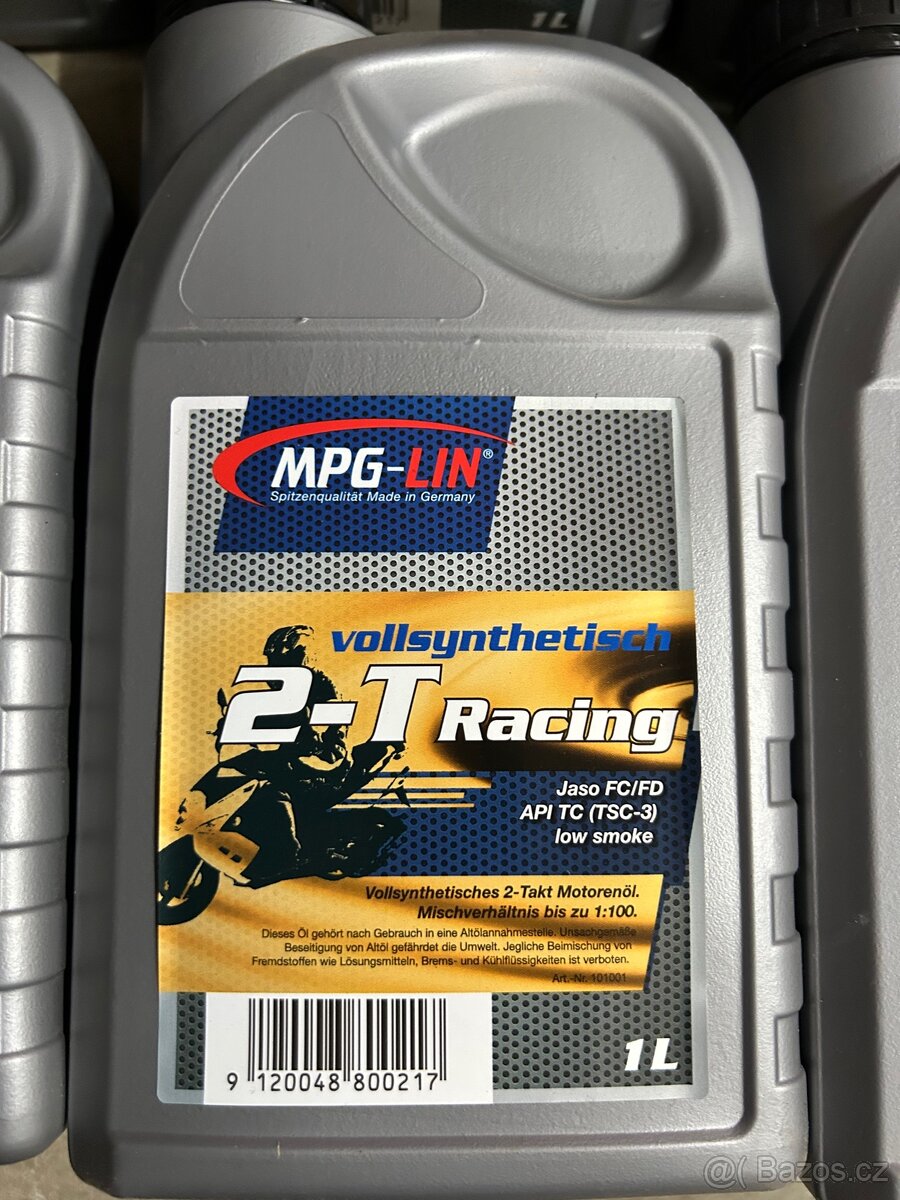 1L
MPG-LIN®
Spitzenqualität Made in Germany
vollsynthetisch
2-T Racing
Jaso FC/FD
API TC (TSC-3)
low smoke
Vollsynthetisches 2-Takt Motorenöl.
Mischverhältnis bis zu 1:100.
Dieses Öl gehört nach Gebrauch in eine Altölannahmestelle. Unsachgemäße
Beseitigung von Altöl gefährdet die Umwelt. Jegliche Beimischung von
Fremdstoffen wie Lösungsmitteln, Brems- und Kühlflüssigkeiten ist verboten.
Art.-Nr. 101001
1L
9 120048 800217
@( Bazos.cz